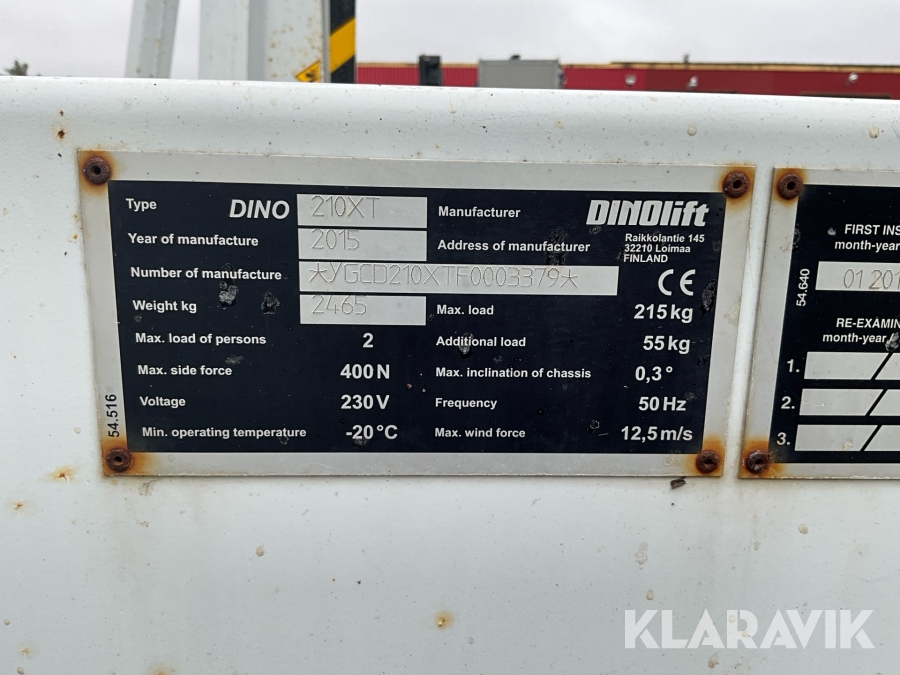 Type DINO 210XT
Year of manufacture 2015
Number of manufacture *YGCD210XTF0003379*
Weight kg 2465
Max. load of persons 2
Max. side force 400 N
Voltage 230 V
Min. operating temperature -20 °C
Manufacturer DINOlift
Address of manufacturer Raikkolantie 145
32210 Loimaa
FINLAND
CE
Max. load 215 kg
Additional load 55 kg
Max. inclination of chassis 0,3 °
Frequency 50 Hz
Max. wind force 12,5 m/s
54.516
54.640
FIRST INS
month-yea
01 201
RE-EXAMIN
month-year
1.
2.
3.
KLARAVIK